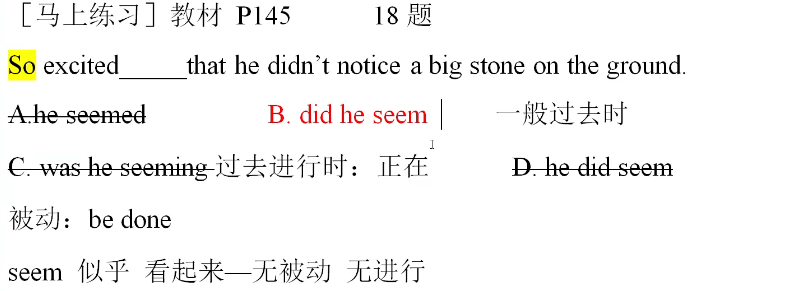 ［马上练习］教材 P145 18 题
So excited_____that he didn’t notice a big stone on the ground.
A.he seemed B. did he seem 一般过去时
C. was he seeming 过去进行时：正在 D. he did seem
被动：be done
seem 似乎 看起来—无被动 无进行